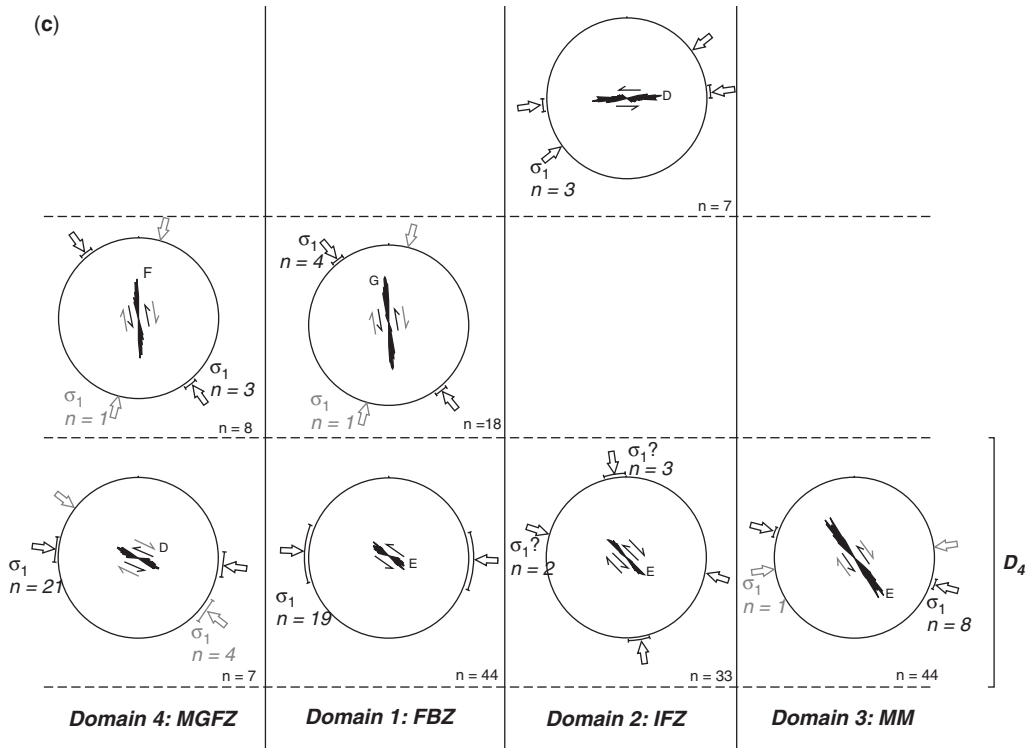 (c)
D
σ1
n = 3
n = 7
F
σ1
n = 3
σ1
n = 1
n = 8
σ1
n = 4
G
σ1
n = 1
n =18
D
σ1
n = 21
σ1
n = 4
n = 7
E
σ1
n = 19
n = 44
σ1?
n = 3
σ1?
n = 2
E
n = 33
σ1
n = 1
E
σ1
n = 8
n = 44
D4
Domain 4: MGFZ
Domain 1: FBZ
Domain 2: IFZ
Domain 3: MM